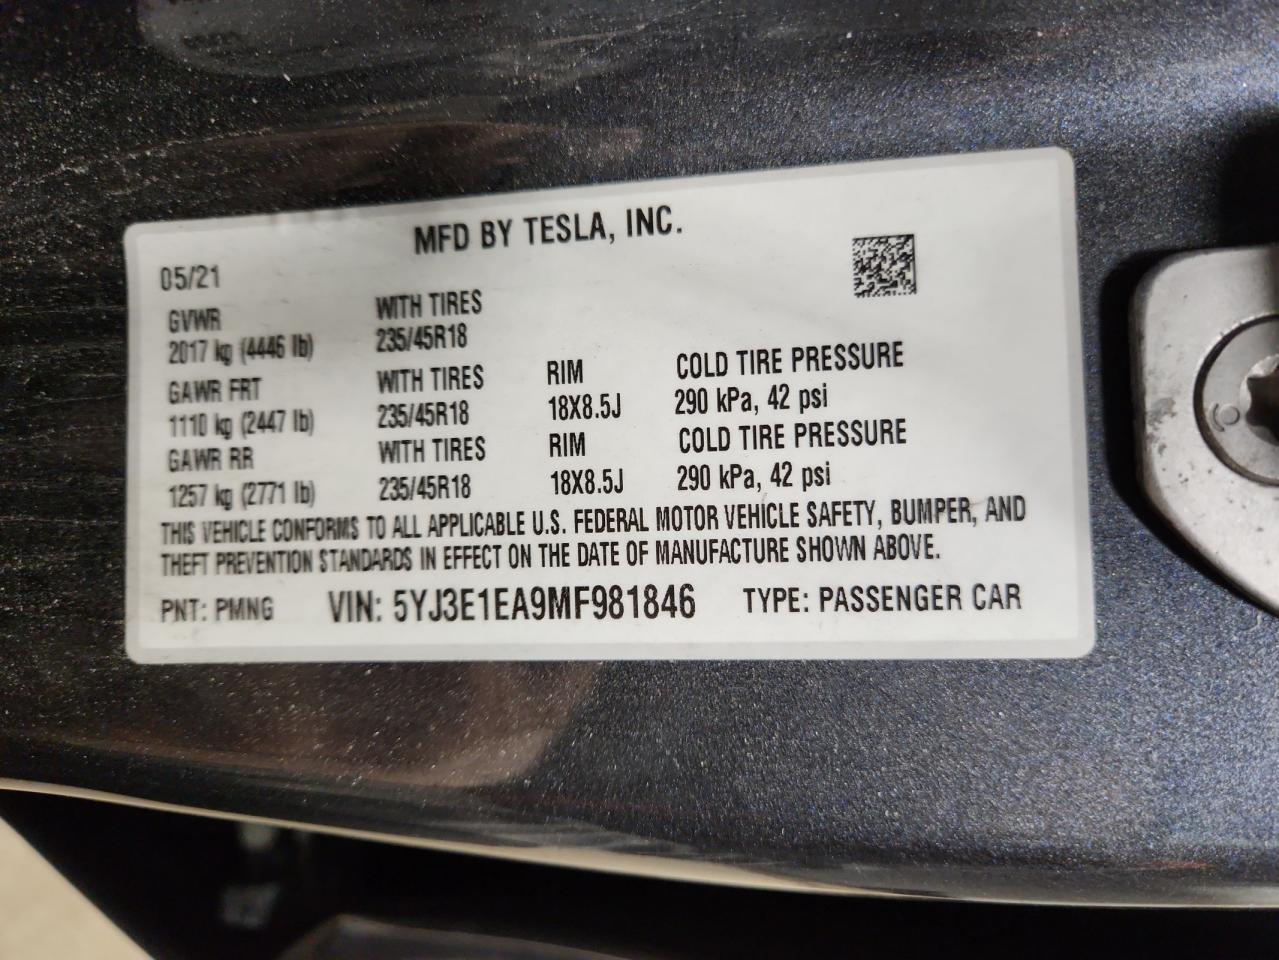 MFD BY TESLA, INC.
05/21
GVWR WITH TIRES
2017 kg (4446 lb) 235/45R18
GAWR FRT WITH TIRES RIM COLD TIRE PRESSURE
1110 kg (2447 lb) 235/45R18 18X8.5J 290 kPa, 42 psi
GAWR RR WITH TIRES RIM COLD TIRE PRESSURE
1257 kg (2771 lb) 235/45R18 18X8.5J 290 kPa, 42 psi
THIS VEHICLE CONFORMS TO ALL APPLICABLE U.S. FEDERAL MOTOR VEHICLE SAFETY, BUMPER, AND
THEFT PREVENTION STANDARDS IN EFFECT ON THE DATE OF MANUFACTURE SHOWN ABOVE.
PNT: PMNG VIN: 5YJ3E1EA9MF981846 TYPE: PASSENGER CAR